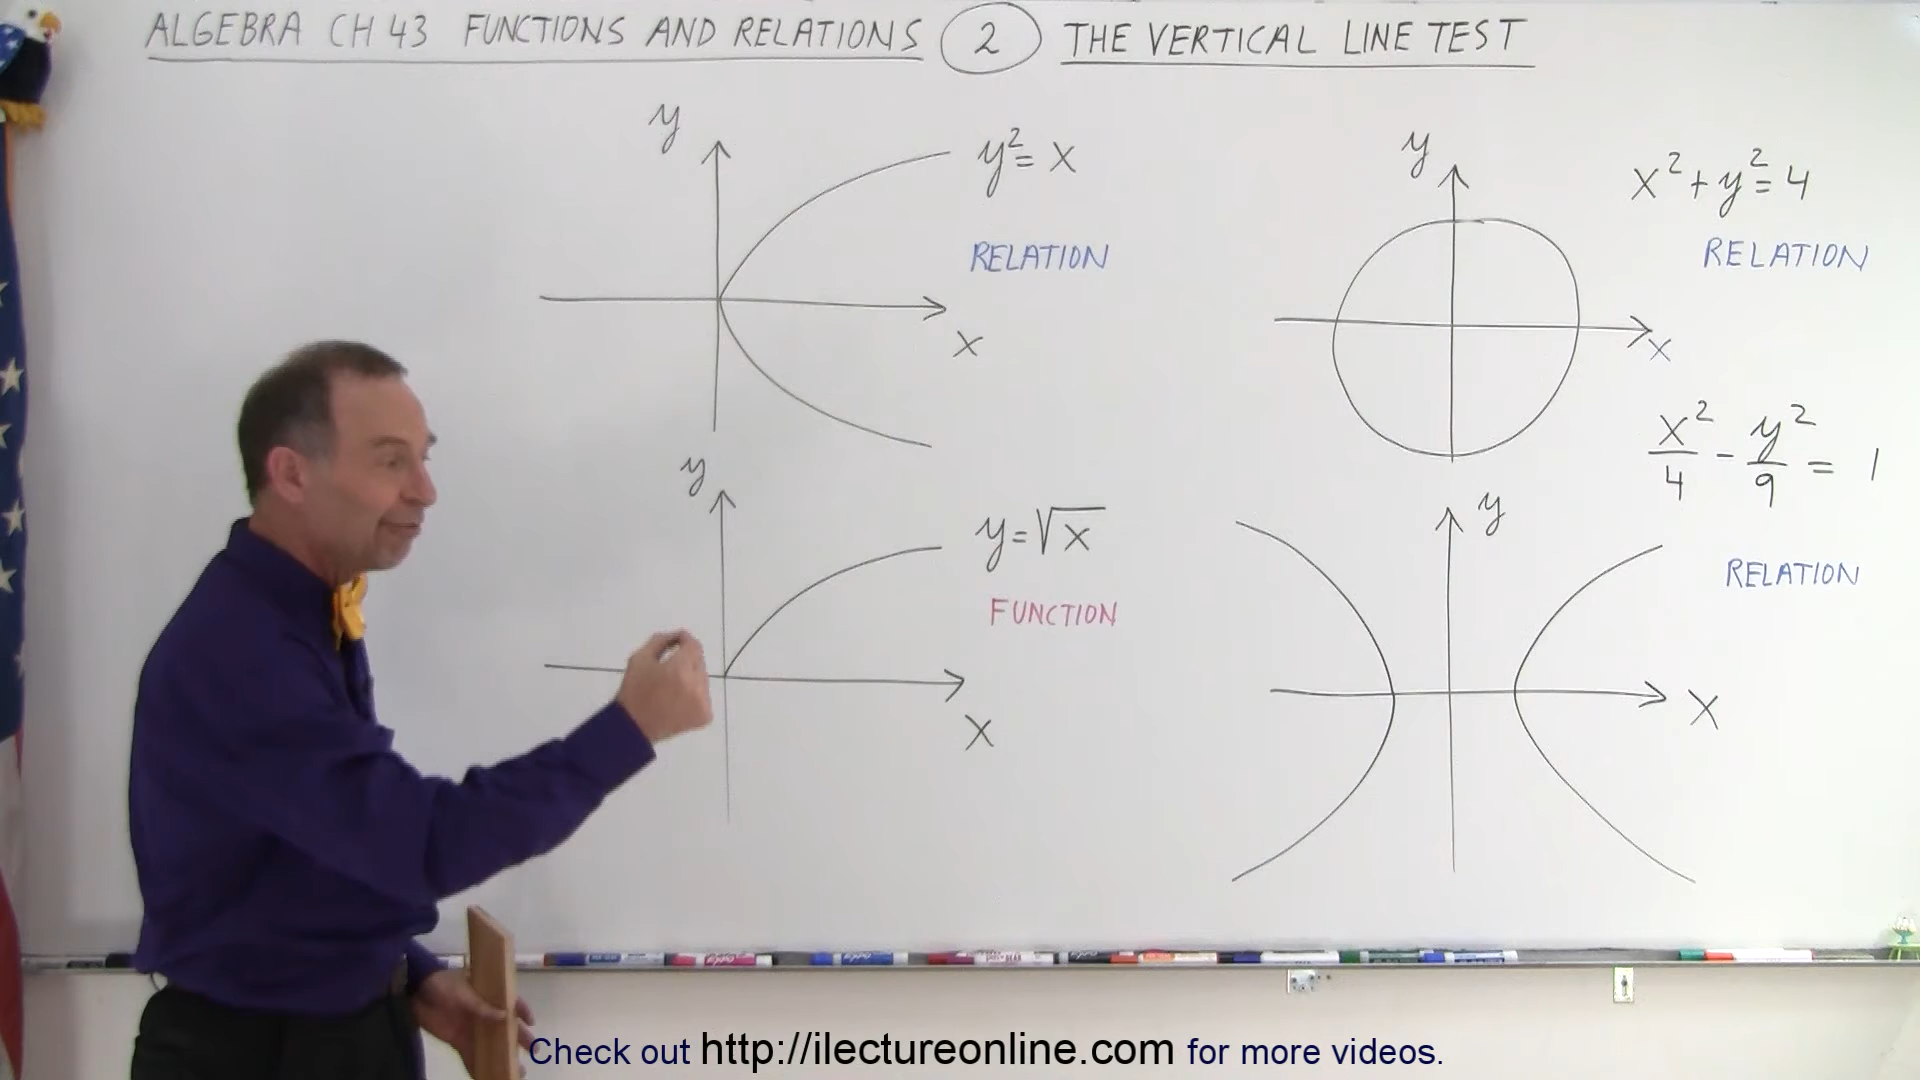 ALGEBRA CH 43 FUNCTIONS AND RELATIONS 2 THE VERTICAL LINE TEST
y
y² = x
RELATION
x
y
x² + y² = 4
RELATION
x
y
y = √x
FUNCTION
x
x²/4 - y²/9 = 1
y
RELATION
x
Check out http://ilectureonline.com for more videos.